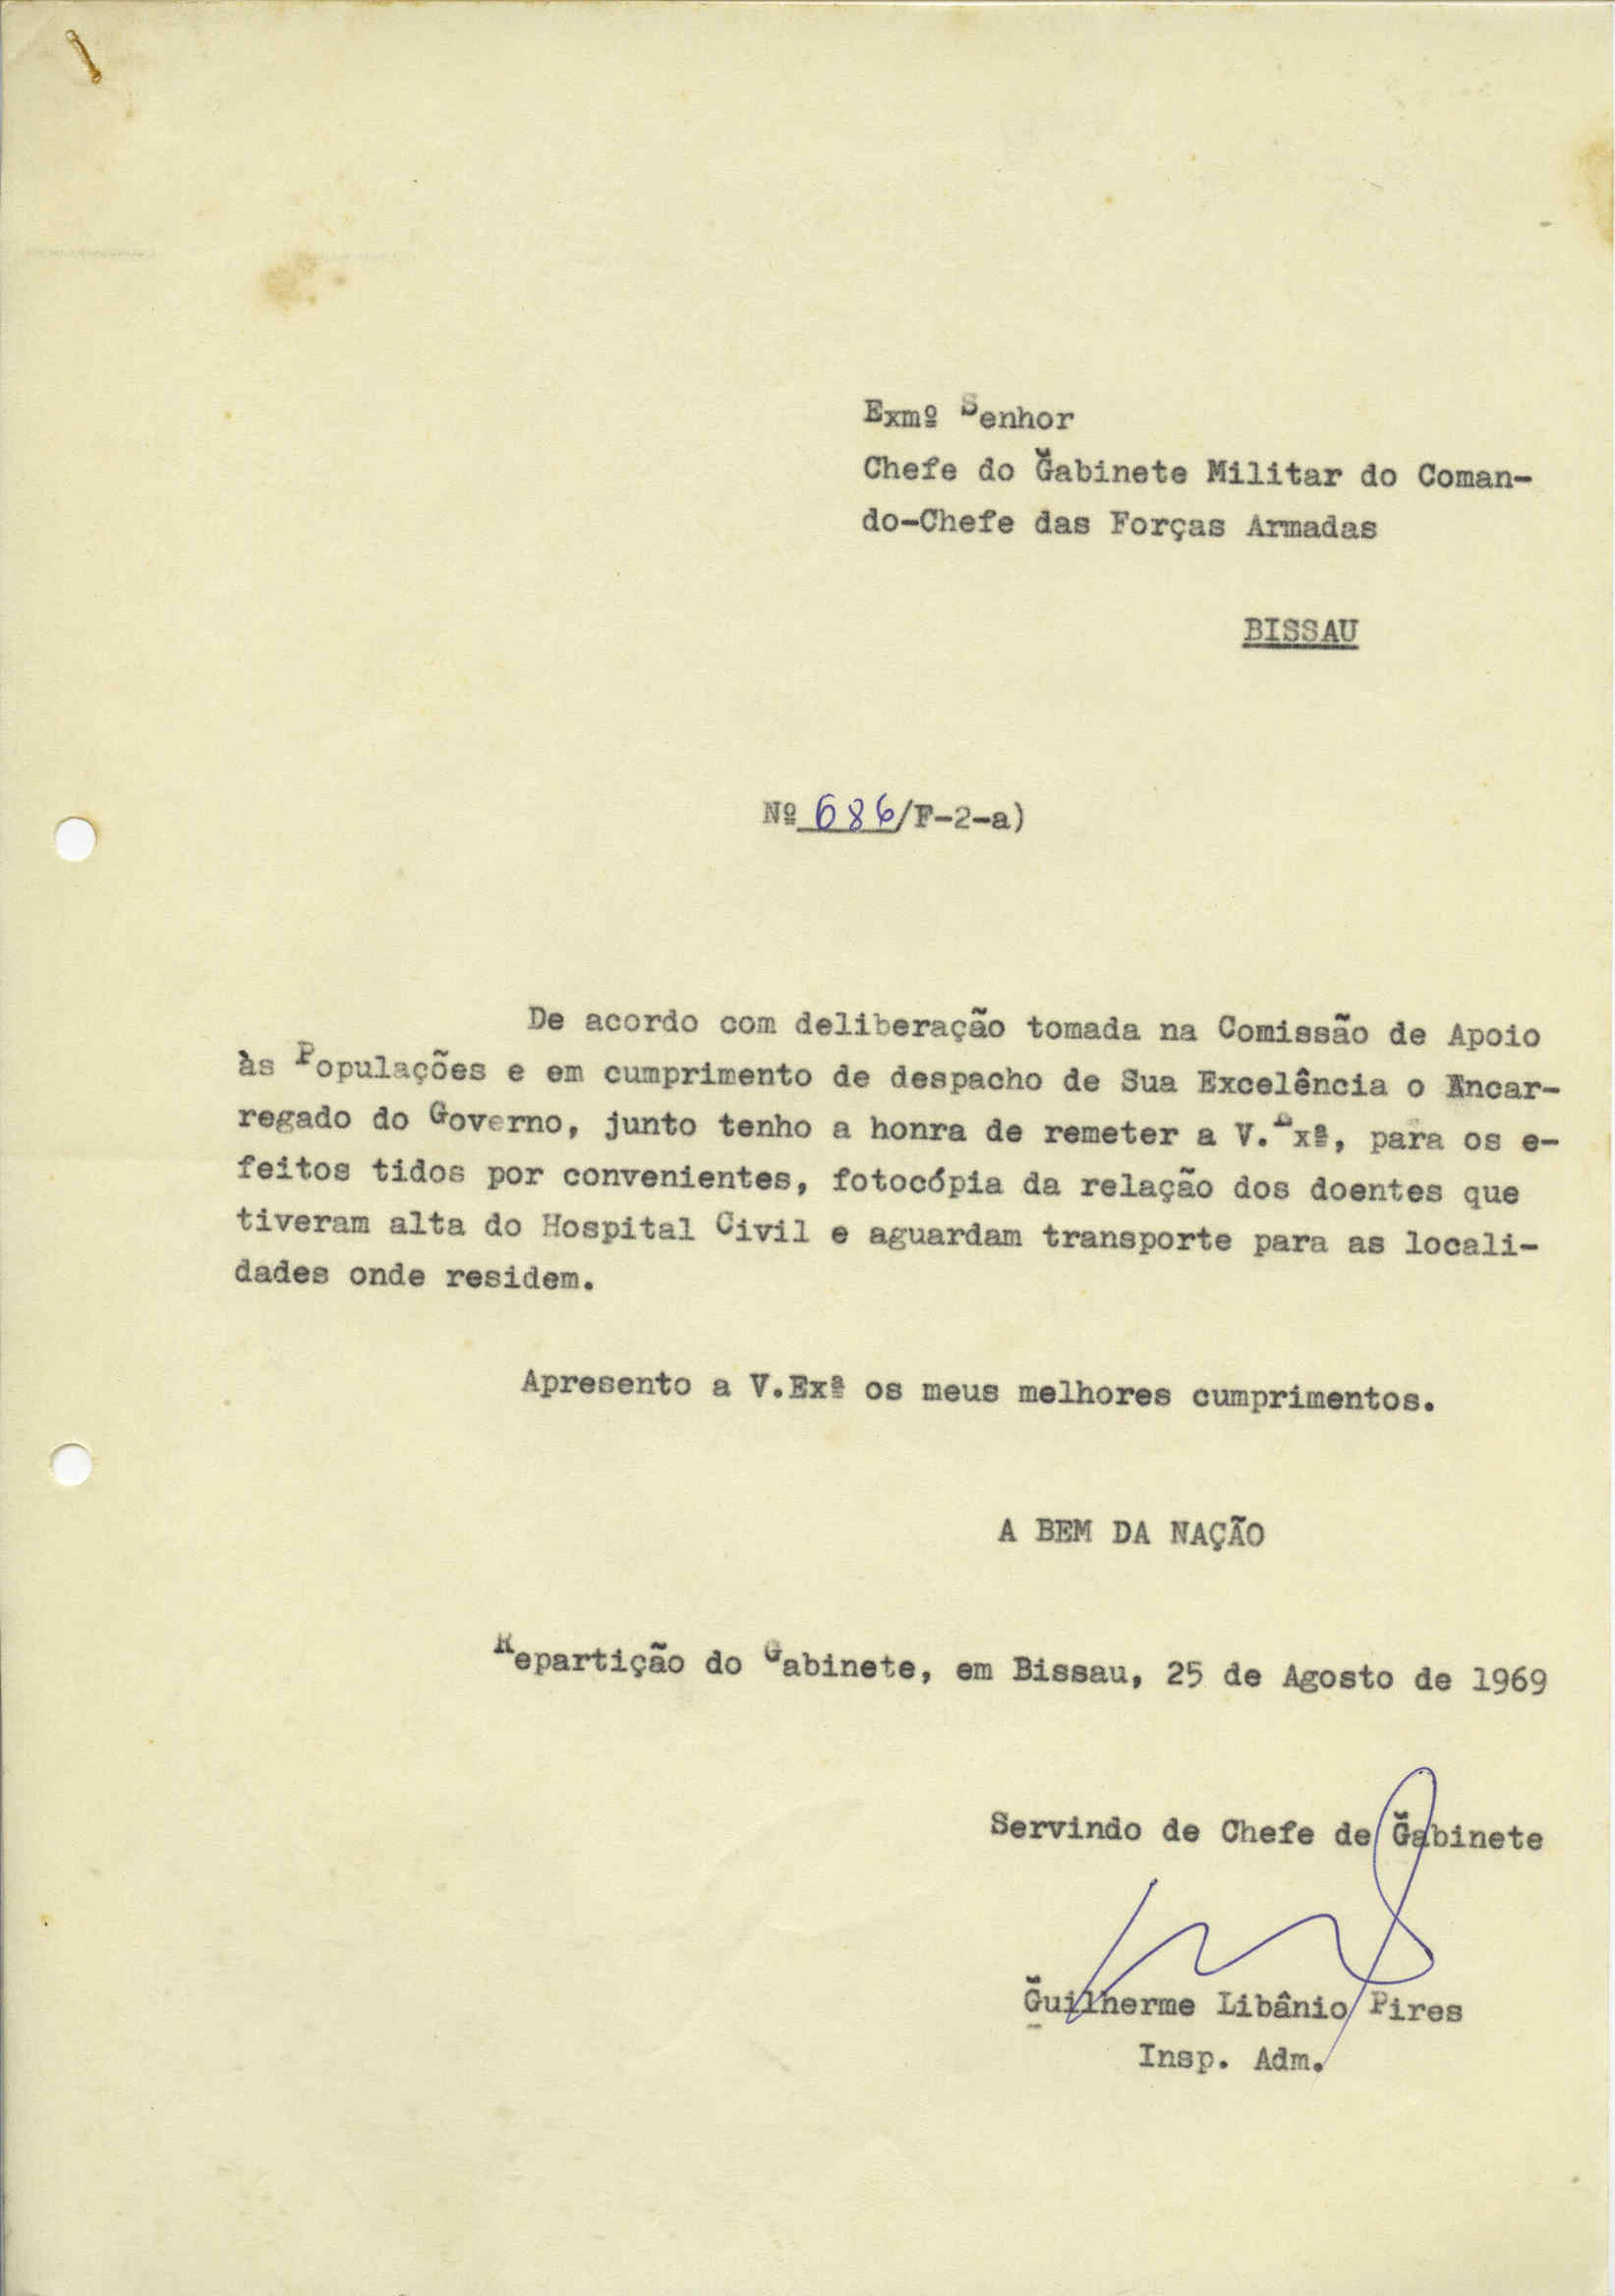 Exmº Senhor
Chefe do Gabinete Militar do Coman-
do-Chefe das Forças Armadas
BISSAU
Nº 686/F-2-a)
De acordo com deliberação tomada na Comissão de Apoio
às Populações e em cumprimento de despacho de Sua Excelência o Encar-
regado do Governo, junto tenho a honra de remeter a V.Exª, para os e-
feitos tidos por convenientes, fotocópia da relação dos doentes que
tiveram alta do Hospital Civil e aguardam transporte para as locali-
dades onde residem.
Apresento a V.Exª os meus melhores cumprimentos.
A BEM DA NAÇÃO
Repartição do Gabinete, em Bissau, 25 de Agosto de 1969
Servindo de Chefe de Gabinete
Guilherme Libânio Pires
Insp. Adm.